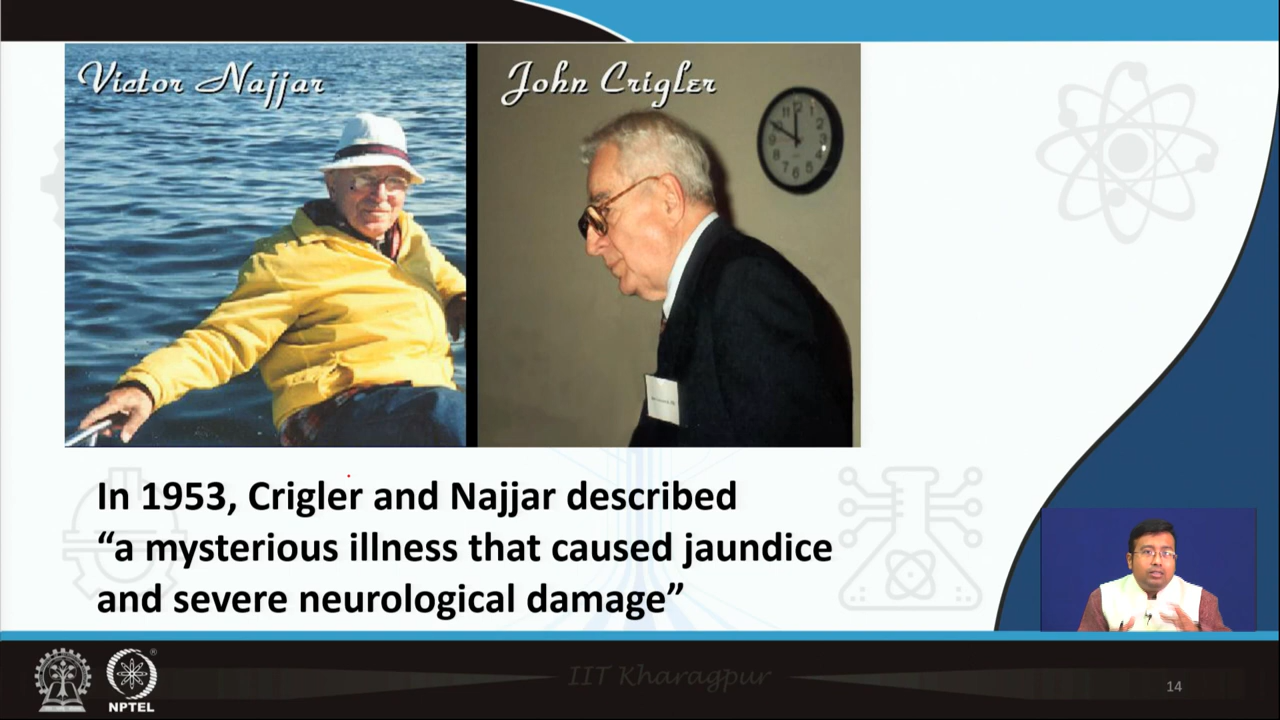 Victor Najjar
John Crigler
In 1953, Crigler and Najjar described
“a mysterious illness that caused jaundice
and severe neurological damage”
NPTEL
®
IIT Kharagpur
14